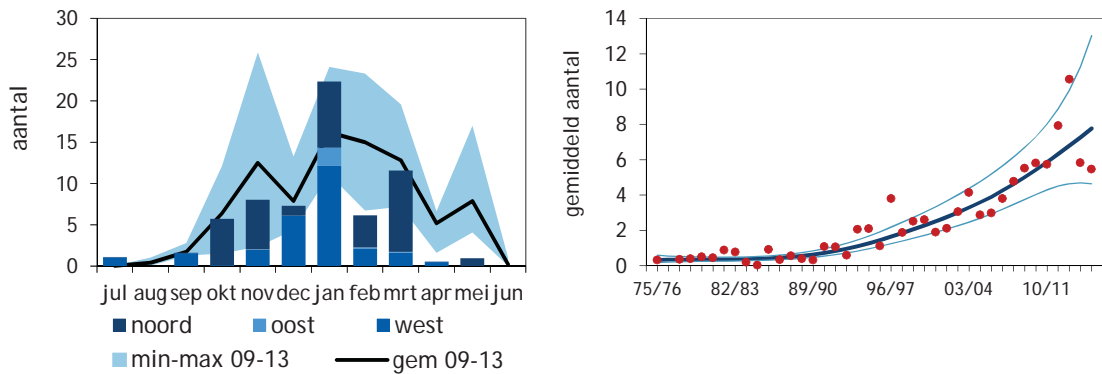 aantal
30
25
20
15
10
5
0
jul aug sep okt nov dec jan feb mrt apr mei jun
noord oost west
min-max 09-13 gem 09-13
gemiddeld aantal
14
12
10
8
6
4
2
0
75/76 82/83 89/90 96/97 03/04 10/11